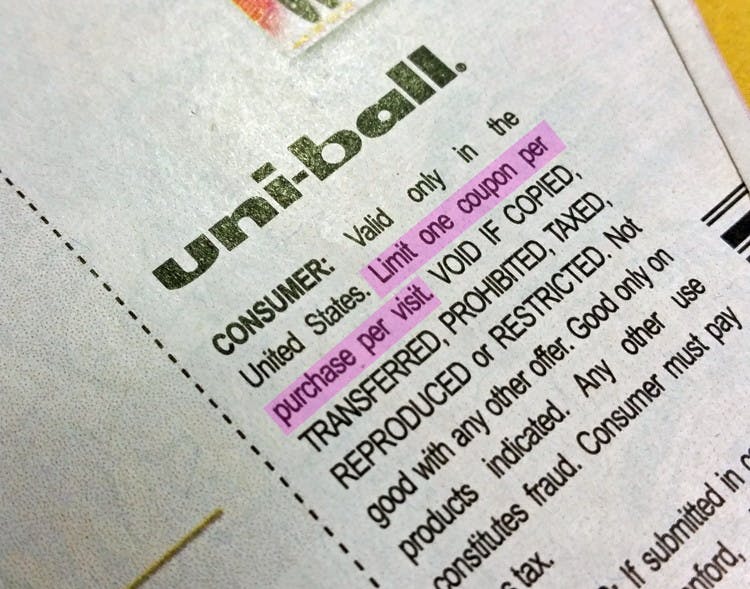 uni-ball®
CONSUMER: Valid only in the
United States. Limit one coupon per
purchase per visit. VOID IF COPIED,
TRANSFERRED, PROHIBITED, TAXED,
REPRODUCED or RESTRICTED. Not
good with any other offer. Good only on
products indicated. Any other use
constitutes fraud. Consumer must pay
tax.
If submitted in